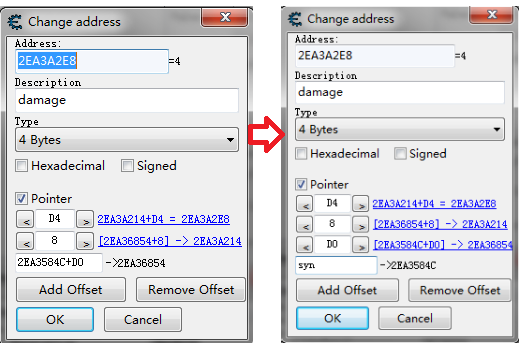 Change address
Address:
2EA3A2E8 =4
Description
damage
Type
4 Bytes
Hexadecimal Signed
Pointer
< D4 > 2EA3A214+D4 = 2EA3A2E8
< 8 > [2EA36854+8] -> 2EA3A214
2EA3584C+D0 ->2EA36854
Add Offset Remove Offset
OK Cancel
Change address
Address:
2EA3A2E8 =4
Description
damage
Type
4 Bytes
Hexadecimal Signed
Pointer
< D4 > 2EA3A214+D4 = 2EA3A2E8
< 8 > [2EA36854+8] -> 2EA3A214
< D0 > [2EA3584C+D0] -> 2EA36854
syn ->2EA3584C
Add Offset Remove Offset
OK Cancel